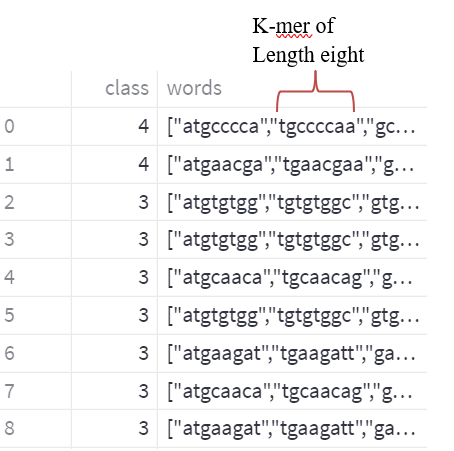 K-mer of
Length eight
class words
0 4 ["atgcccca","tgccccaa","gc...
1 4 ["atgaacga","tgaacgaa","g...
2 3 ["atgtgtgg","tgtgtggc","gtg...
3 3 ["atgtgtgg","tgtgtggc","gtg...
4 3 ["atgcaaca","tgcaacag","g...
5 3 ["atgtgtgg","tgtgtggc","gtg...
6 3 ["atgaagat","tgaagatt","ga...
7 3 ["atgcaaca","tgcaacag","g...
8 3 ["atgaagat","tgaagatt","ga...